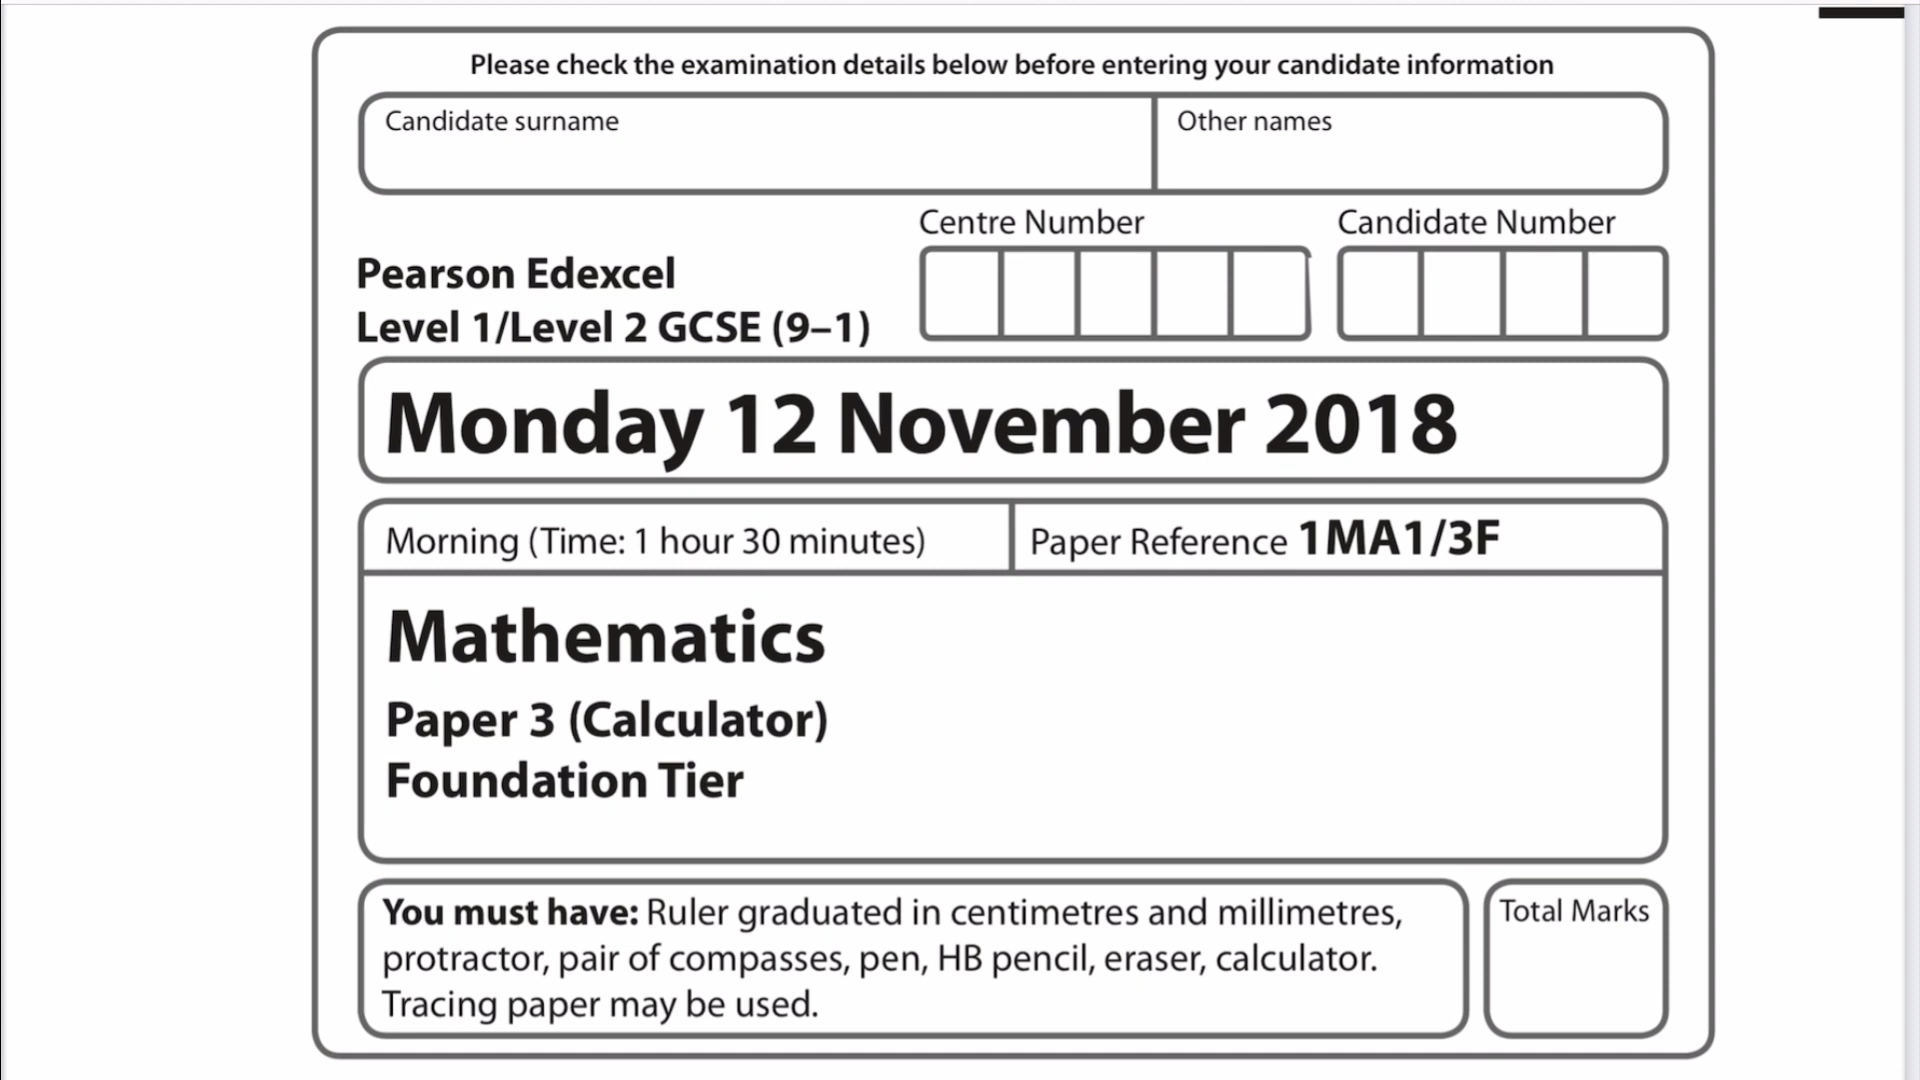 Please check the examination details below before entering your candidate information
Candidate surname
Other names
Centre Number
Candidate Number
Pearson Edexcel
Level 1/Level 2 GCSE (9–1)
Monday 12 November 2018
Morning (Time: 1 hour 30 minutes)
Paper Reference 1MA1/3F
Mathematics
Paper 3 (Calculator)
Foundation Tier
You must have: Ruler graduated in centimetres and millimetres,
protractor, pair of compasses, pen, HB pencil, eraser, calculator.
Tracing paper may be used.
Total Marks